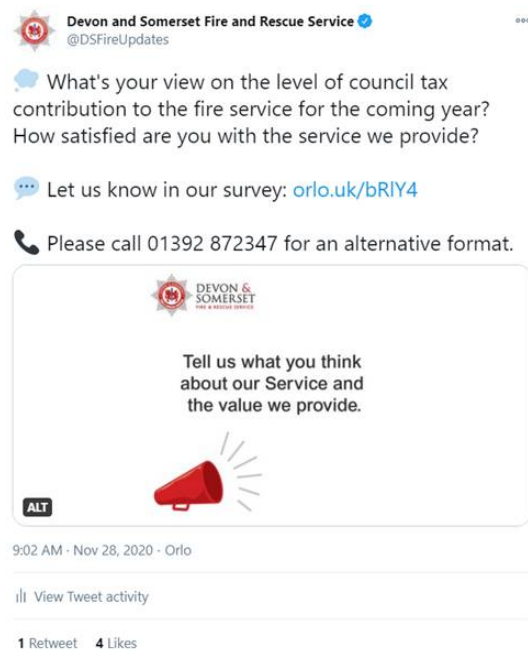 Devon and Somerset Fire and Rescue Service
@DSFireUpdates
What's your view on the level of council tax
contribution to the fire service for the coming year?
How satisfied are you with the service we provide?
Let us know in our survey: orlo.uk/bRlY4
Please call 01392 872347 for an alternative format.
DEVON &
SOMERSET
FIRE & RESCUE SERVICE
Tell us what you think
about our Service and
the value we provide.
ALT
9:02 AM · Nov 28, 2020 · Orlo
View Tweet activity
1 Retweet 4 Likes